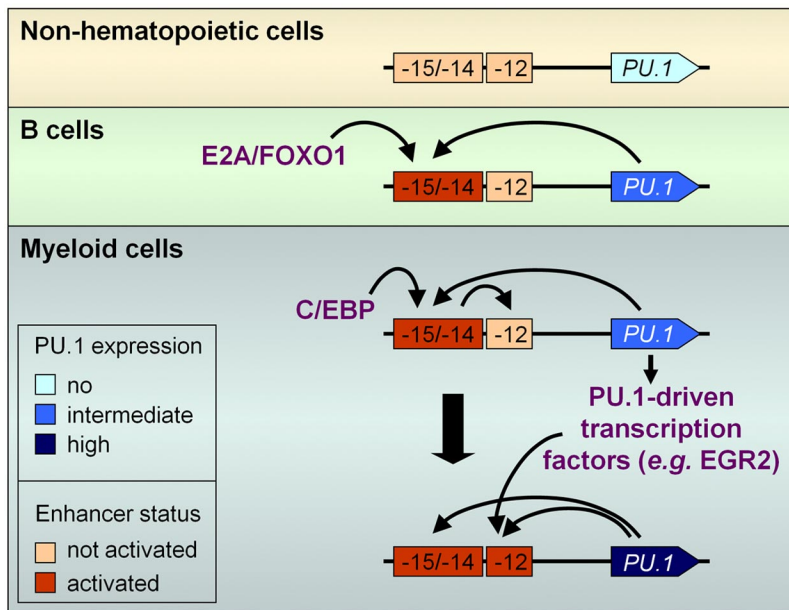 Non-hematopoietic cells
-15/-14 -12 PU.1
B cells
E2A/FOXO1
-15/-14 -12 PU.1
Myeloid cells
C/EBP
-15/-14 -12 PU.1
PU.1-driven
transcription
factors (e.g. EGR2)
-15/-14 -12 PU.1
PU.1 expression
no
intermediate
high
Enhancer status
not activated
activated